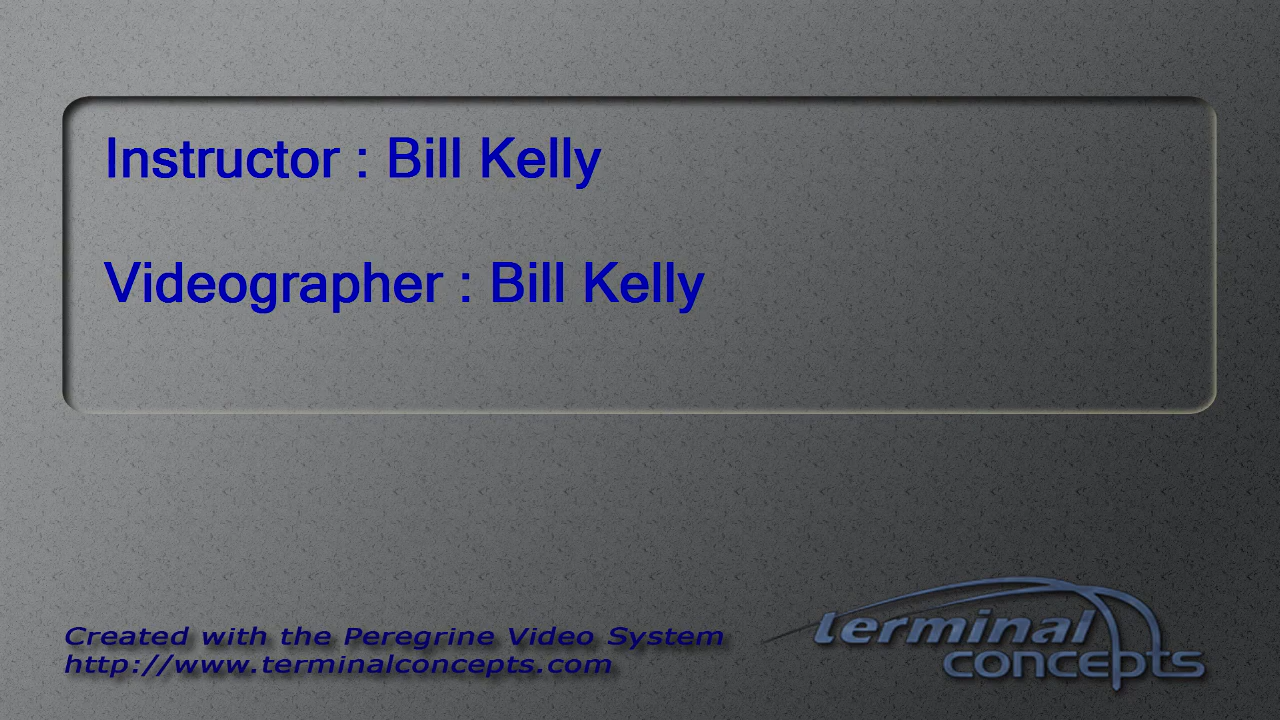 Instructor : Bill Kelly
Videographer : Bill Kelly
Created with the Peregrine Video System
http://www.terminalconcepts.com
terminal
concepts